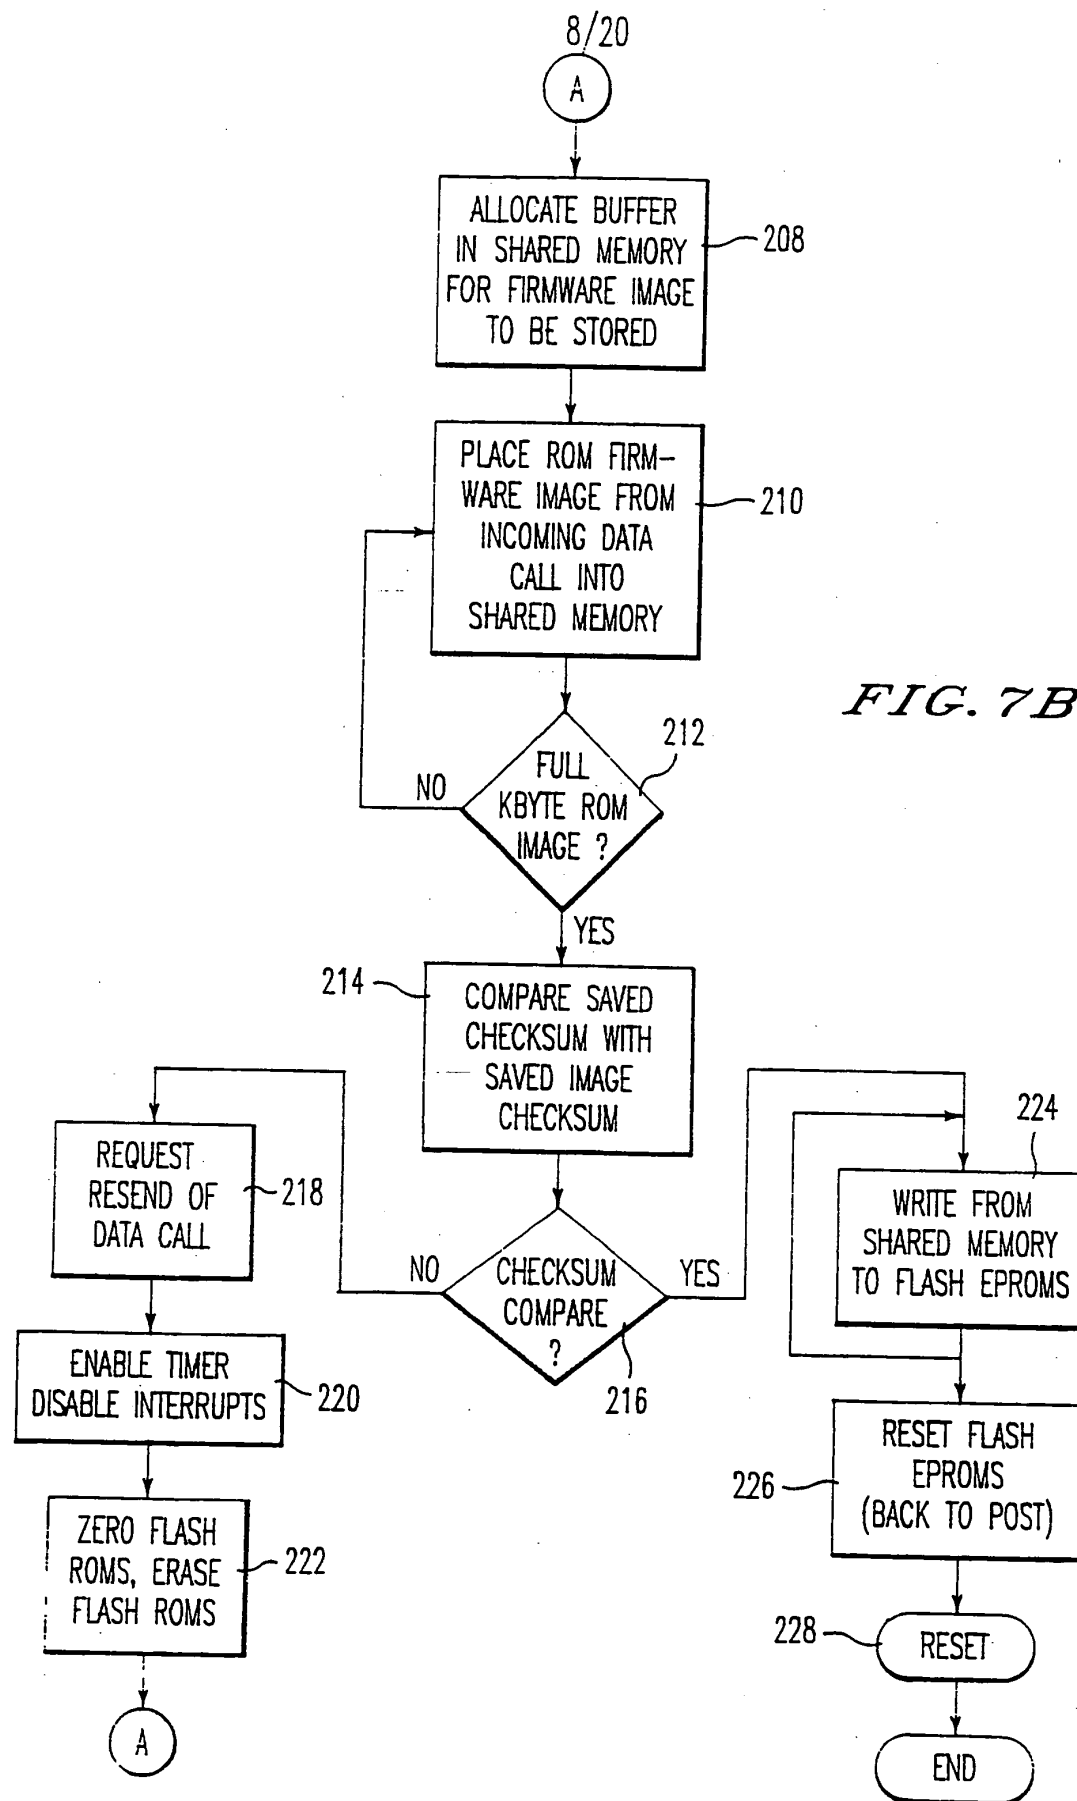 8/20
A
ALLOCATE BUFFER
IN SHARED MEMORY
FOR FIRMWARE IMAGE
TO BE STORED
208
PLACE ROM FIRM-
WARE IMAGE FROM
INCOMING DATA
CALL INTO
SHARED MEMORY
210
FIG. 7B
FULL
KBYTE ROM
IMAGE ?
212
NO
YES
214
COMPARE SAVED
CHECKSUM WITH
SAVED IMAGE
CHECKSUM
CHECKSUM
COMPARE
?
216
NO
YES
REQUEST
RESEND OF
DATA CALL
218
ENABLE TIMER
DISABLE INTERRUPTS
220
ZERO FLASH
ROMS, ERASE
FLASH ROMS
222
A
224
WRITE FROM
SHARED MEMORY
TO FLASH EPROMS
226
RESET FLASH
EPROMS
(BACK TO POST)
228
RESET
END